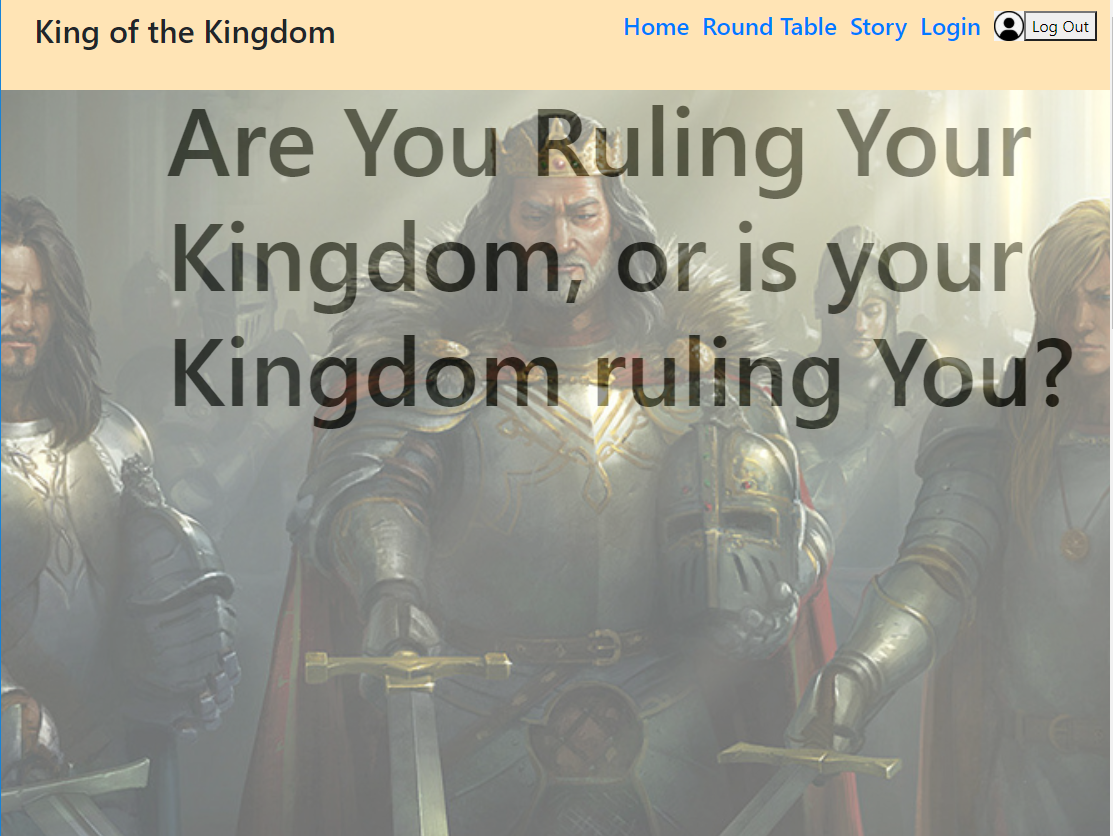 King of the Kingdom
Home Round Table Story Login Log Out
Are You Ruling Your
Kingdom, or is your
Kingdom ruling You?